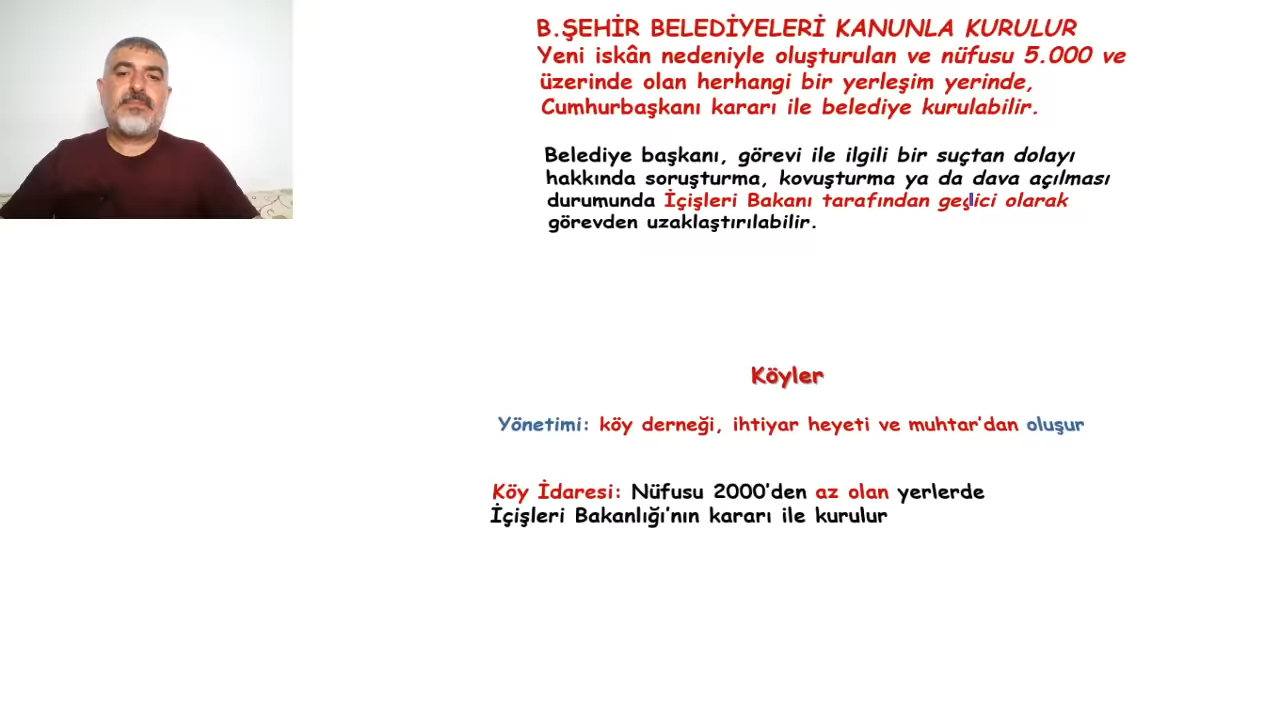 B.ŞEHİR BELEDİYELERİ KANUNLA KURULUR
Yeni iskân nedeniyle oluşturulan ve nüfusu 5.000 ve
üzerinde olan herhangi bir yerleşim yerinde,
Cumhurbaşkanı kararı ile belediye kurulabilir.
Belediye başkanı, görevi ile ilgili bir suçtan dolayı
hakkında soruşturma, kovuşturma ya da dava açılması
durumunda İçişleri Bakanı tarafından geçici olarak
görevden uzaklaştırılabilir.
Köyler
Yönetimi: köy derneği, ihtiyar heyeti ve muhtar'dan oluşur
Köy İdaresi: Nüfusu 2000'den az olan yerlerde
İçişleri Bakanlığı'nın kararı ile kurulur